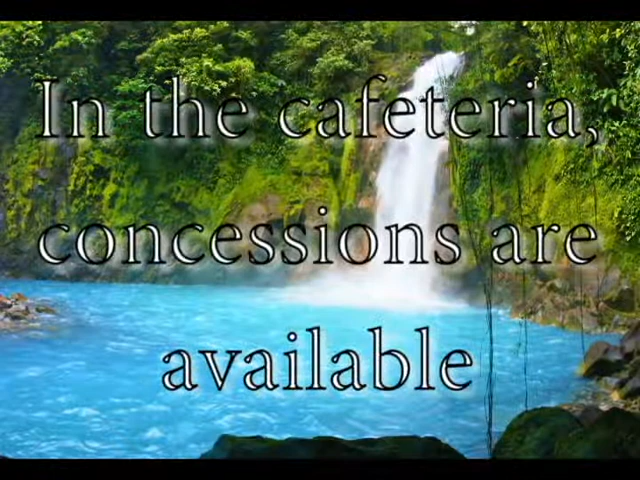 In the cafeteria,
concessions are
available